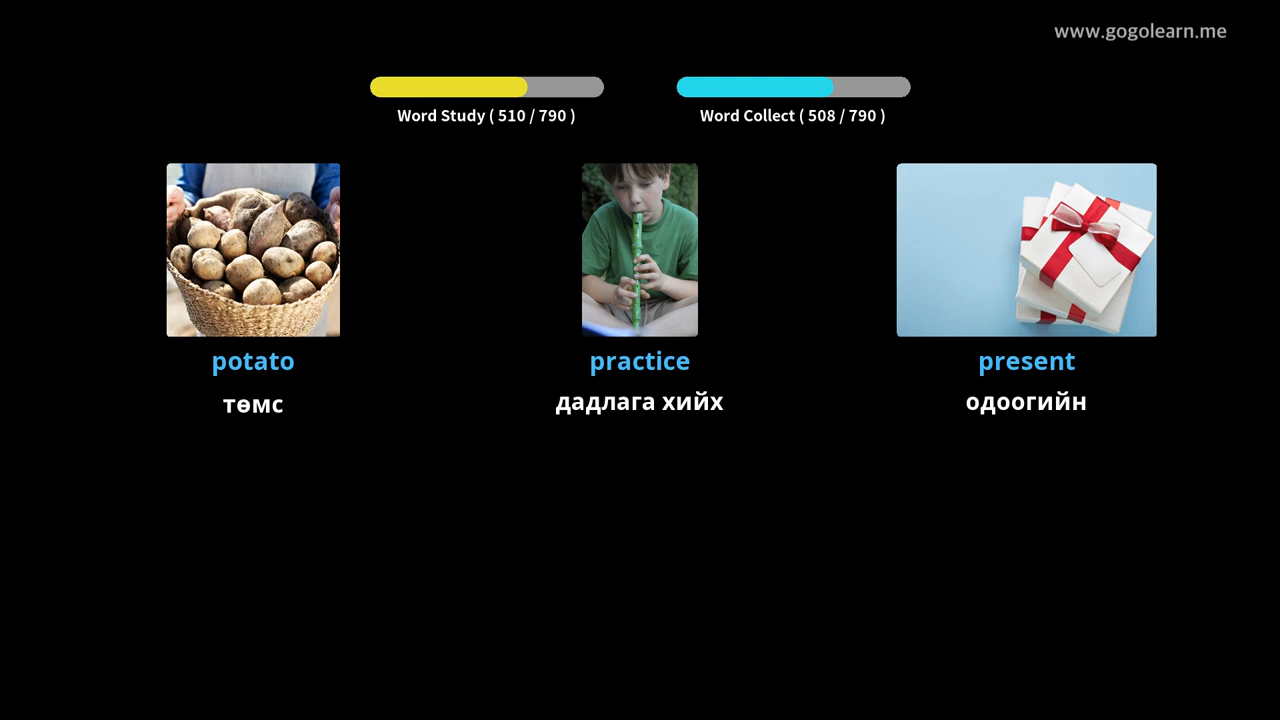 www.gogolearn.me
Word Study ( 510 / 790 )
Word Collect ( 508 / 790 )
potato
practice
present
төмс
дадлага хийх
одоогийн